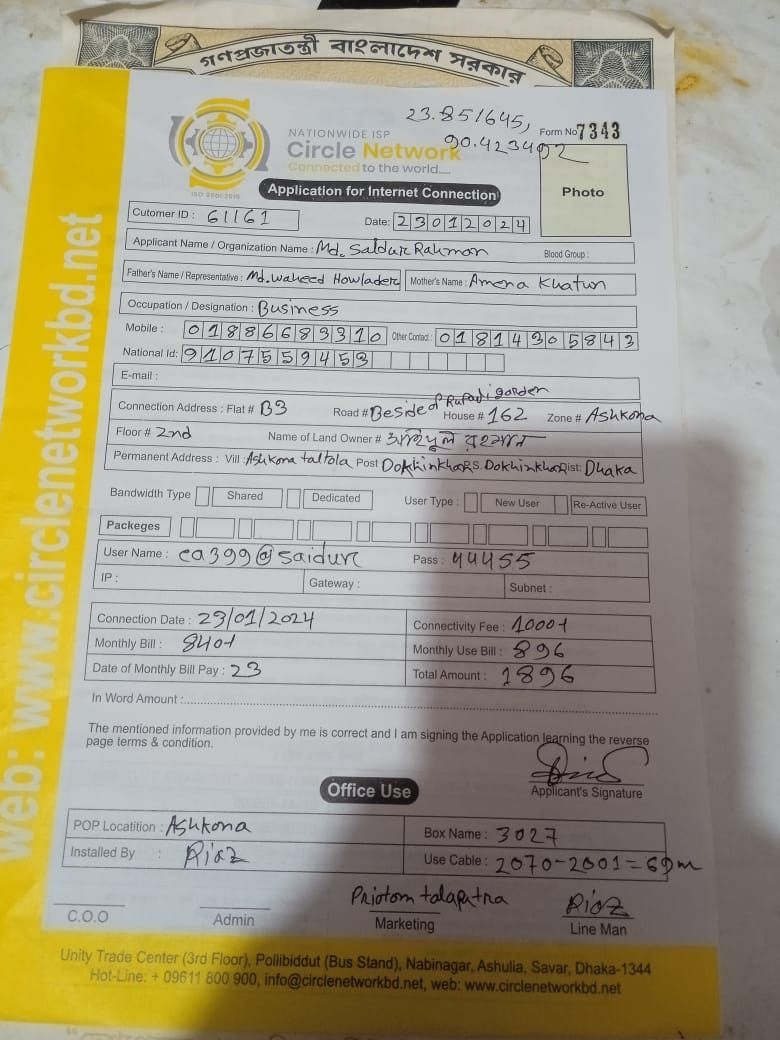 গণপ্রজাতন্ত্রী বাংলাদেশ সরকার
23.851645,
90.423492
Form No 7343
NATIONWIDE ISP
Circle Network
Connected to the world....
ISO 9001:2015
Photo
Application for Internet Connection
Cutomer ID : 61161
Date: 23012024
Applicant Name / Organization Name : Md. Saidur Rahman
Blood Group :
Father's Name / Representative : Md. Waheed Howlader
Mother's Name : Amena Khatun
Occupation / Designation : Business
Mobile : 01886683310
Other Contact : 01814305843
National Id: 9107559453
E-mail :
Connection Address : Flat # B3 Road # Beside of Rupali garden House # 162 Zone # Ashkona
Floor # 2nd Name of Land Owner # রহমান
Permanent Address : Vill : Ashkona taltola Post Dokhinkhan P.S. Dokhinkhan Dist: Dhaka
Bandwidth Type Shared Dedicated User Type : New User Re-Active User
Packeges
User Name : ca399@saidur Pass : 44455
IP : Gateway : Subnet :
Connection Date : 23/01/2024 Connectivity Fee : 1000t
Monthly Bill : 840t Monthly Use Bill : 896
Date of Monthly Bill Pay : 23 Total Amount : 1896
In Word Amount :
The mentioned information provided by me is correct and I am signing the Application learning the reverse
page terms & condition.
Applicant's Signature
Office Use
POP Locatition : Ashkona Box Name : 3027
Installed By : Riaz Use Cable : 2070-2001=69m
Priotom talapatra Riaz
C.O.O Admin Marketing Line Man
Unity Trade Center (3rd Floor), Pollibiddut (Bus Stand), Nabinagar, Ashulia, Savar, Dhaka-1344
Hot-Line: + 09611 800 900, info@circlenetworkbd.net, web: www.circlenetworkbd.net
web: www.circlenetworkbd.net